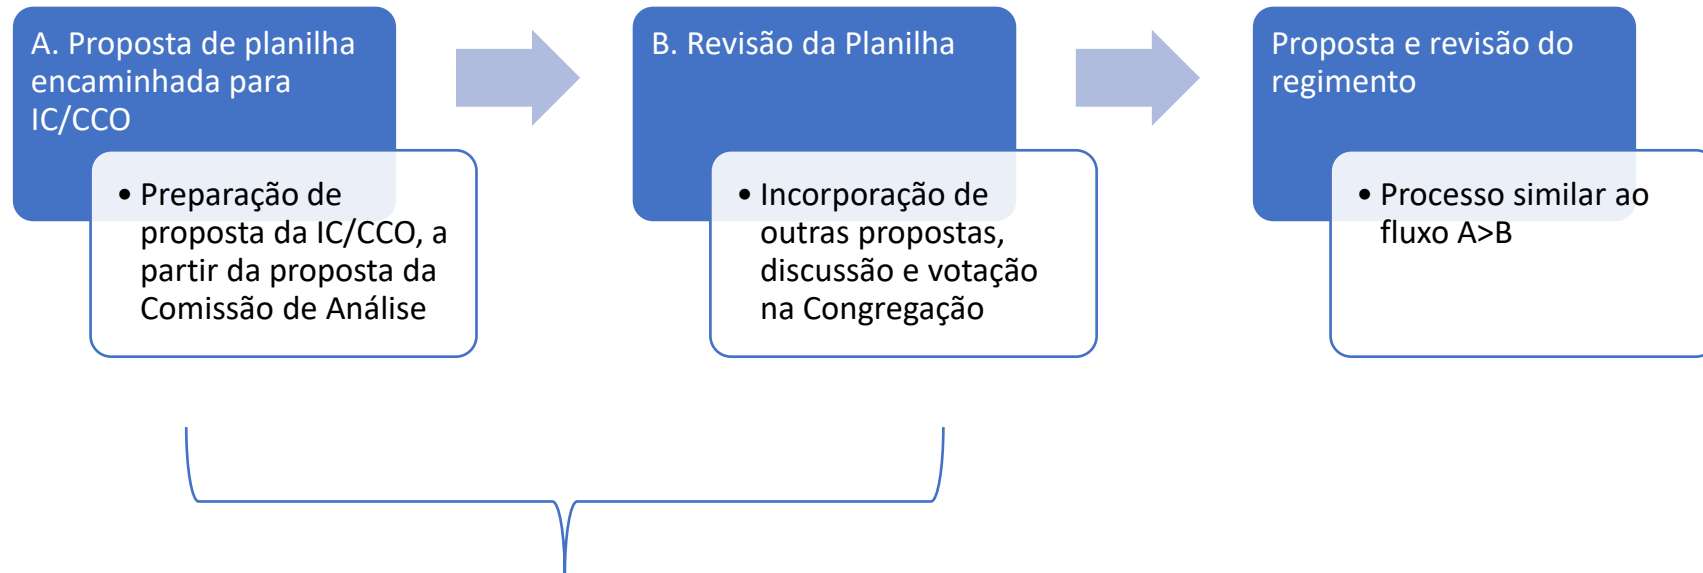 A. Proposta de planilha
encaminhada para
IC/CCO
• Preparação de
proposta da IC/CCO, a
partir da proposta da
Comissão de Análise
B. Revisão da Planilha
• Incorporação de
outras propostas,
discussão e votação
na Congregação
Proposta e revisão do
regimento
• Processo similar ao
fluxo A>B